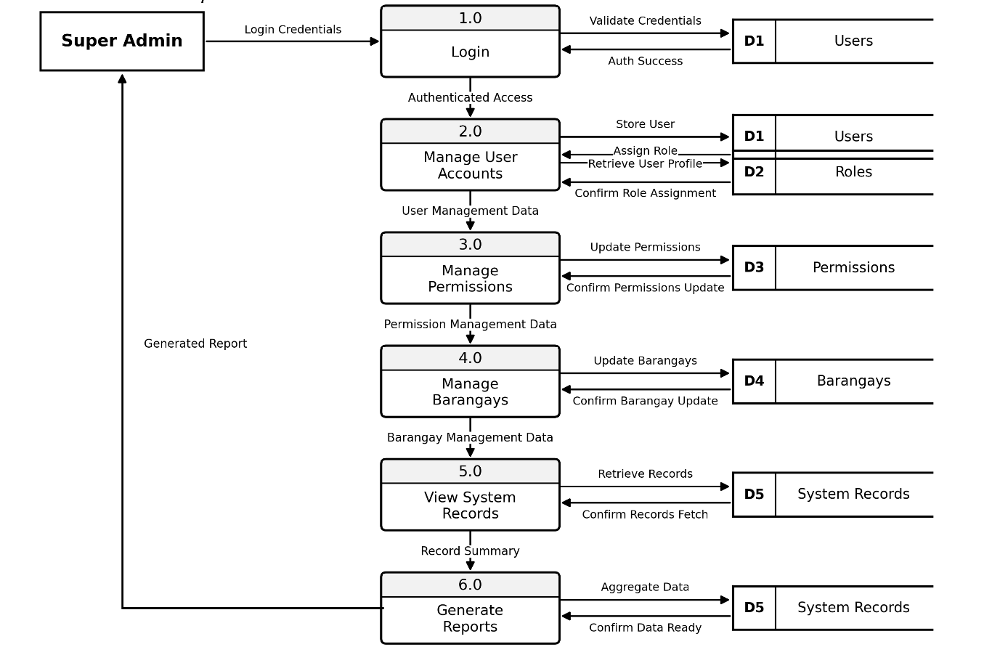 Super Admin
Login Credentials
1.0
Login
Validate Credentials
Auth Success
D1
Users
Authenticated Access
2.0
Manage User
Accounts
Store User
Assign Role
Retrieve User Profile
Confirm Role Assignment
D1
Users
D2
Roles
User Management Data
3.0
Manage
Permissions
Update Permissions
Confirm Permissions Update
D3
Permissions
Permission Management Data
Generated Report
4.0
Manage
Barangays
Update Barangays
Confirm Barangay Update
D4
Barangays
Barangay Management Data
5.0
View System
Records
Retrieve Records
Confirm Records Fetch
D5
System Records
Record Summary
6.0
Generate
Reports
Aggregate Data
Confirm Data Ready
D5
System Records